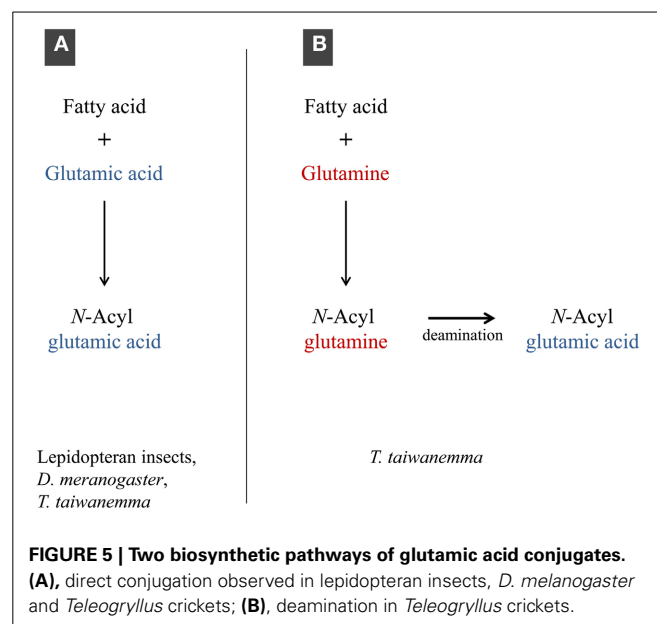 A
Fatty acid
+
Glutamic acid
N-Acyl
glutamic acid
Lepidopteran insects,
D. meranogaster,
T. taiwanemma
B
Fatty acid
+
Glutamine
N-Acyl
glutamine
deamination
N-Acyl
glutamic acid
T. taiwanemma
FIGURE 5 | Two biosynthetic pathways of glutamic acid conjugates.
(A), direct conjugation observed in lepidopteran insects, D. melanogaster
and Teleogryllus crickets; (B), deamination in Teleogryllus crickets.